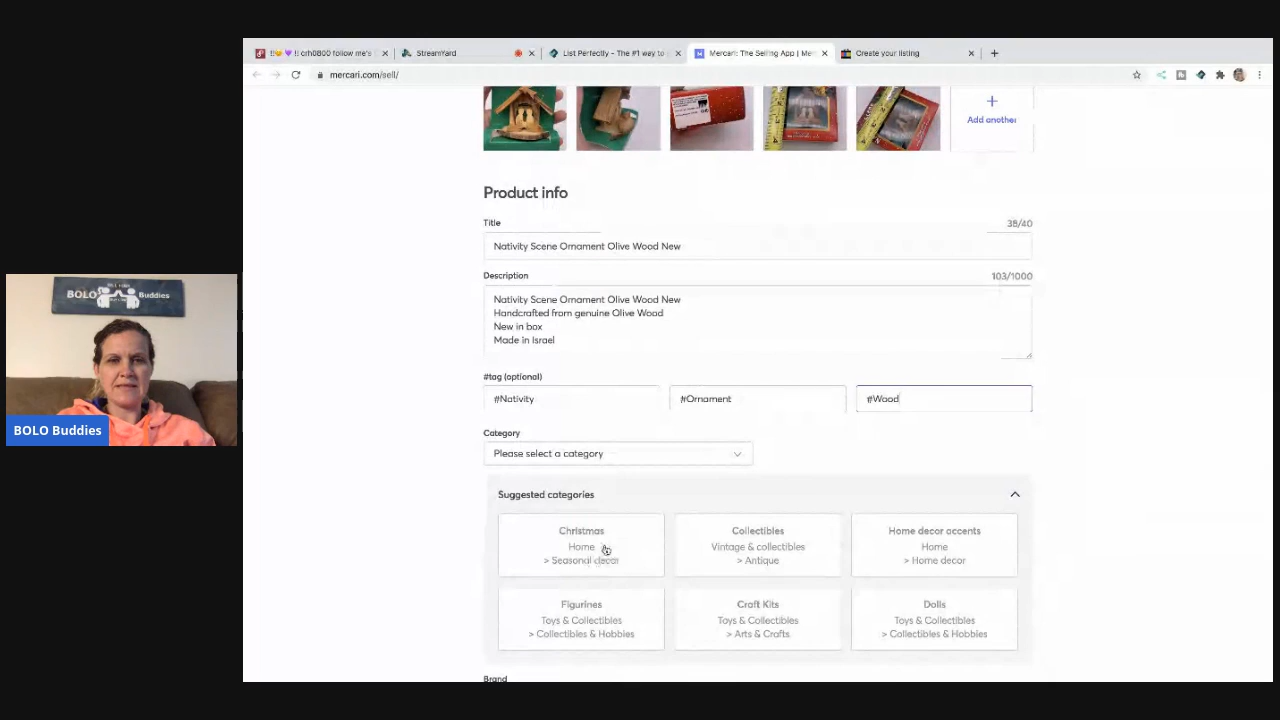 !!😊 💜 !! crh0800 follow me's
StreamYard
List Perfectly - The #1 way to
Mercari: The Selling App | Mer
Create your listing
mercari.com/sell/
Add another
Product info
Title
38/40
Nativity Scene Ornament Olive Wood New
Description
103/1000
Nativity Scene Ornament Olive Wood New
Handcrafted from genuine Olive Wood
New in box
Made in Israel
#tag (optional)
#Nativity
#Ornament
#Wood
Category
Please select a category
Suggested categories
Christmas
Home
> Seasonal decor
Collectibles
Vintage & collectibles
> Antique
Home decor accents
Home
> Home decor
Figurines
Toys & Collectibles
> Collectibles & Hobbies
Craft Kits
Toys & Collectibles
> Arts & Crafts
Dolls
Toys & Collectibles
> Collectibles & Hobbies
Brand
BOLO Buddies
BOLO Buddies